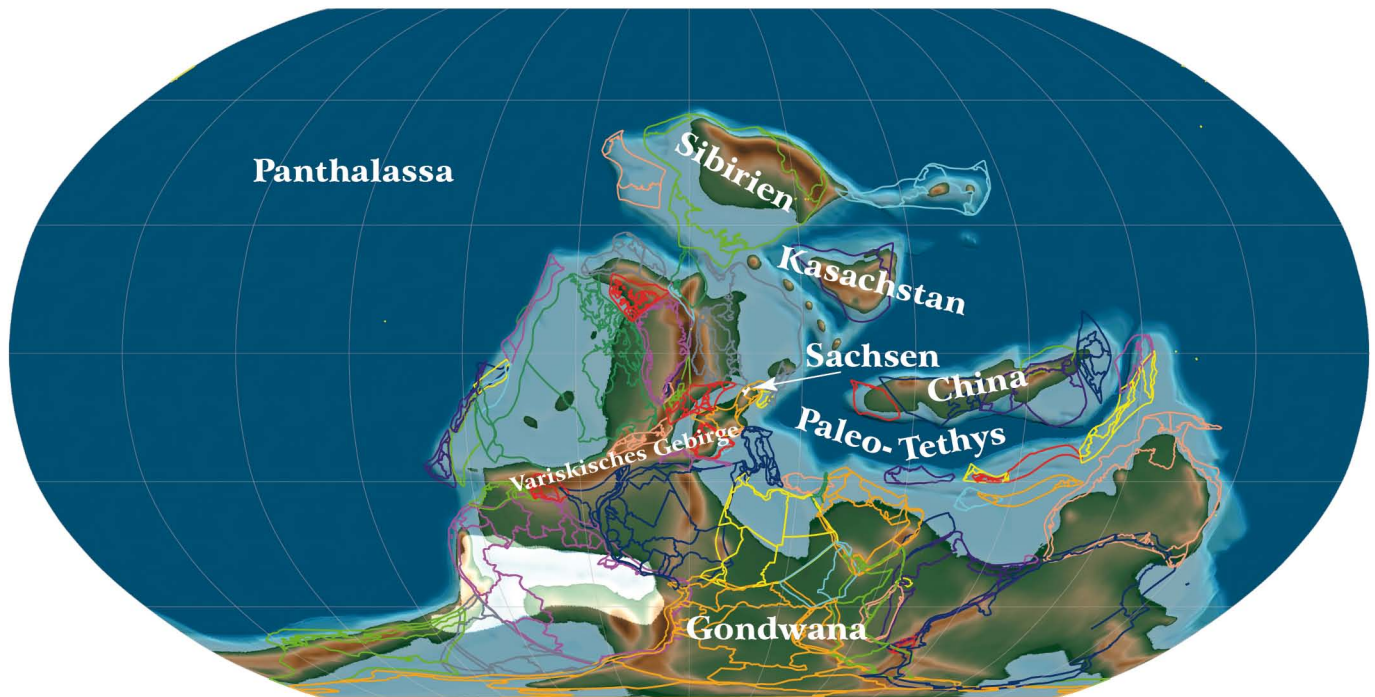 Panthalassa
Sibirien
Kasachstan
Sachsen
China
Paleo-Tethys
Variskisches Gebirge
Gondwana